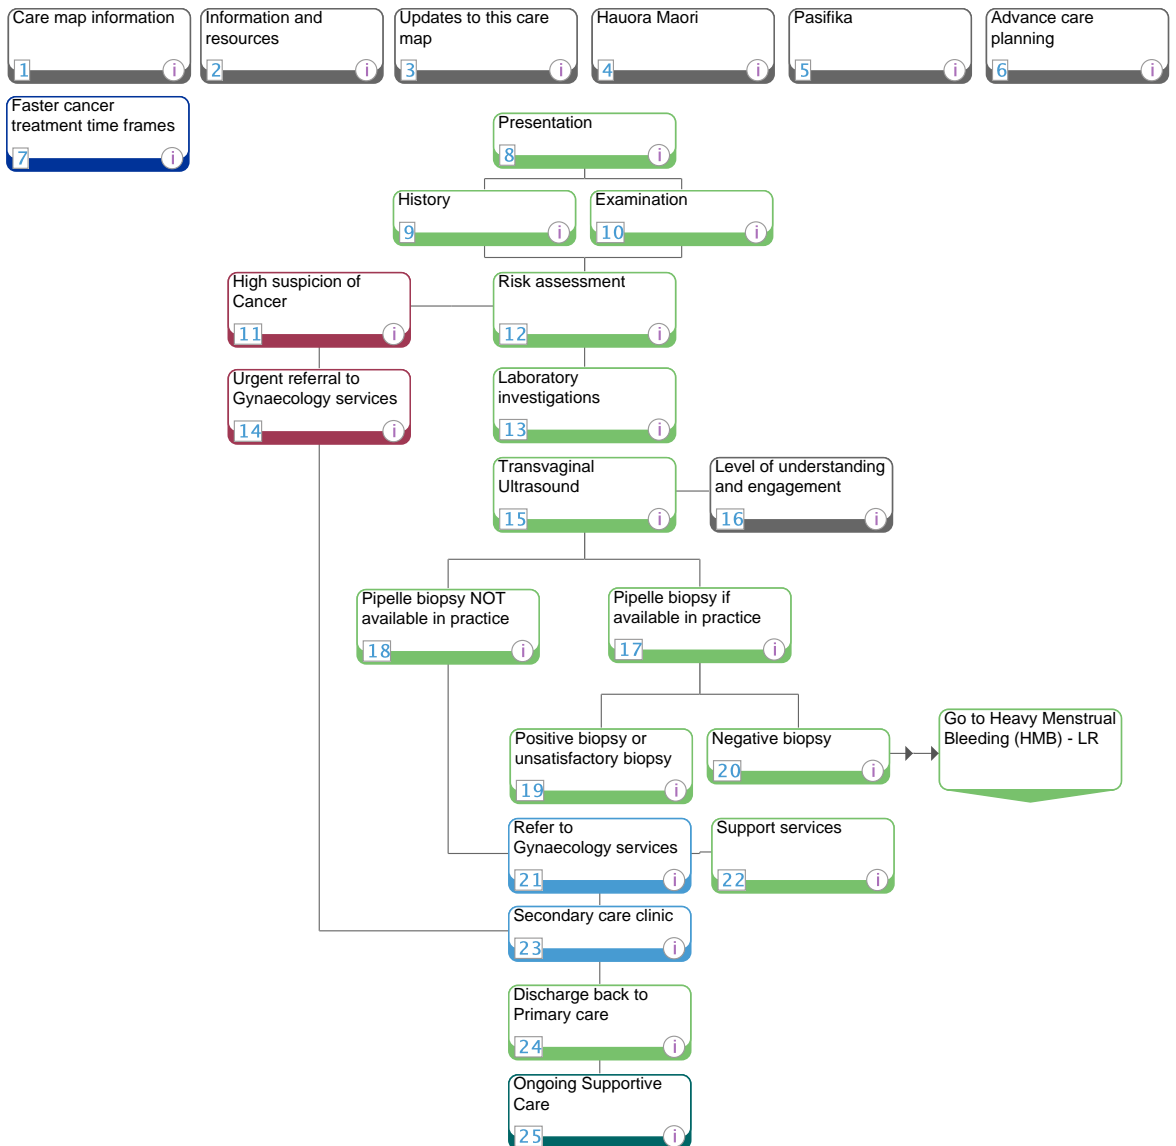 Care map information
1
i
Information and
resources
2
i
Updates to this care
map
3
i
Hauora Maori
4
i
Pasifika
5
i
Advance care
planning
6
i
Faster cancer
treatment time frames
7
i
Presentation
8
i
History
9
i
Examination
10
i
High suspicion of
Cancer
11
i
Risk assessment
12
i
Urgent referral to
Gynaecology services
14
i
Laboratory
investigations
13
i
Transvaginal
Ultrasound
15
i
Level of understanding
and engagement
16
i
Pipelle biopsy NOT
available in practice
18
i
Pipelle biopsy if
available in practice
17
i
Positive biopsy or
unsatisfactory biopsy
19
i
Negative biopsy
20
i
Go to Heavy Menstrual
Bleeding (HMB) - LR
Refer to
Gynaecology services
21
i
Support services
22
i
Secondary care clinic
23
i
Discharge back to
Primary care
24
i
Ongoing Supportive
Care
25
i